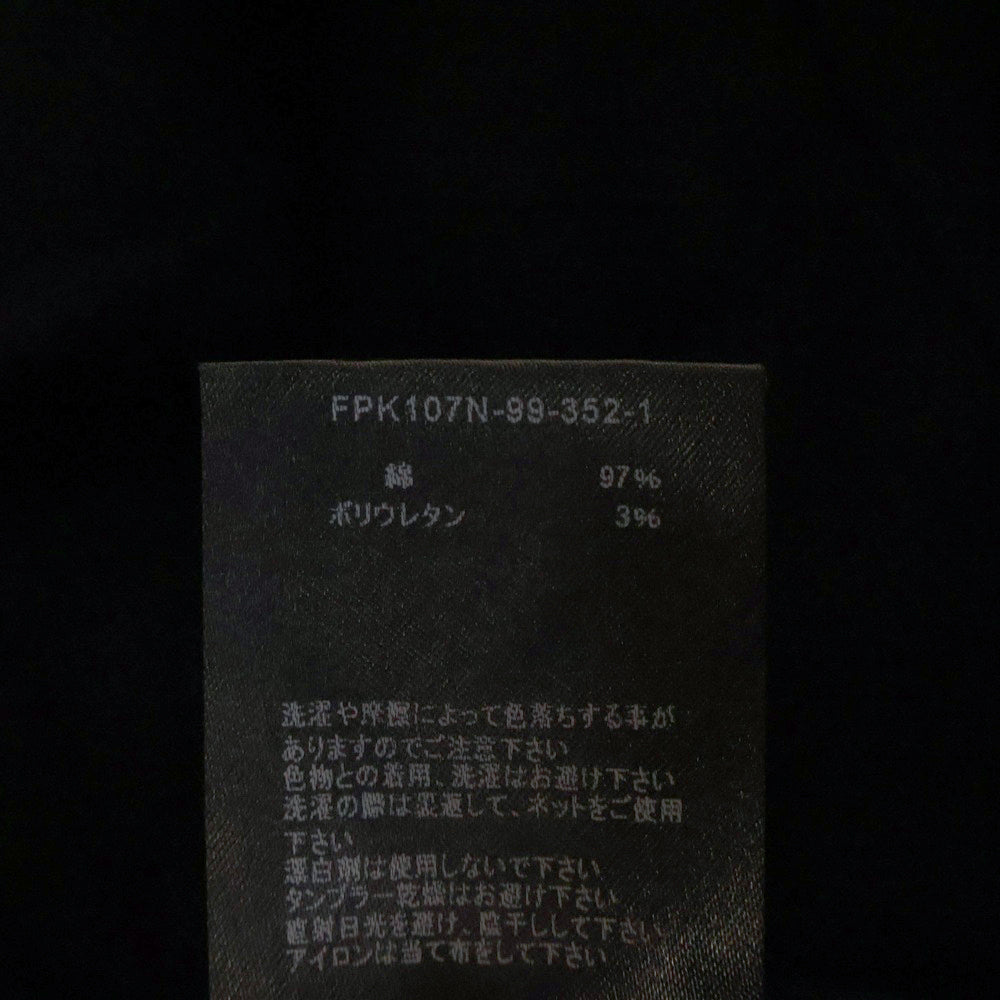 FPK107N-99-352-1
綿 97%
ポリウレタン 3%
洗濯や摩擦によって色落ちする事が
ありますのでご注意下さい
色物との着用、洗濯はお避け下さい
洗濯の際は裏返して、ネットをご使用
下さい
漂白剤は使用しないで下さい
タンブラー乾燥はお避け下さい
直射日光を避け、陰干しして下さい
アイロンは当て布をして下さい